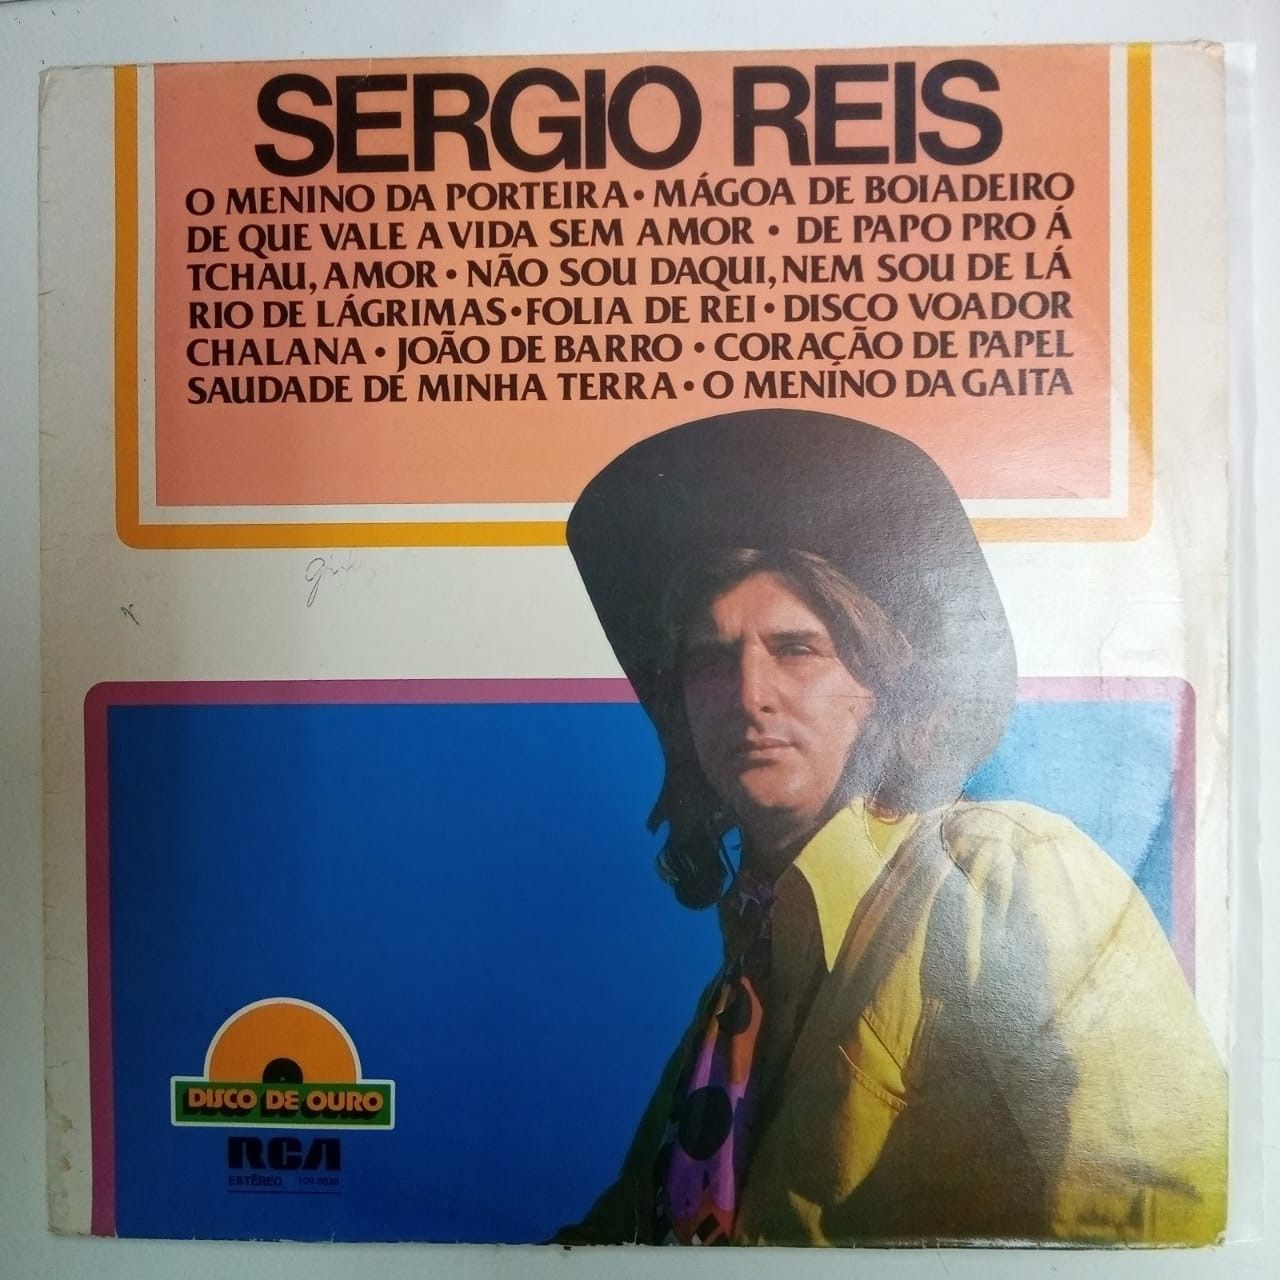 SERGIO REIS
O MENINO DA PORTEIRA • MÁGOA DE BOIADEIRO
DE QUE VALE A VIDA SEM AMOR • DE PAPO PRO Á
TCHAU, AMOR • NÃO SOU DAQUI, NEM SOU DE LÁ
RIO DE LÁGRIMAS • FOLIA DE REI • DISCO VOADOR
CHALANA • JOÃO DE BARRO • CORAÇÃO DE PAPEL
SAUDADE DE MINHA TERRA • O MENINO DA GAITA
DISCO DE OURO
RCA
ESTÉREO 109.0038